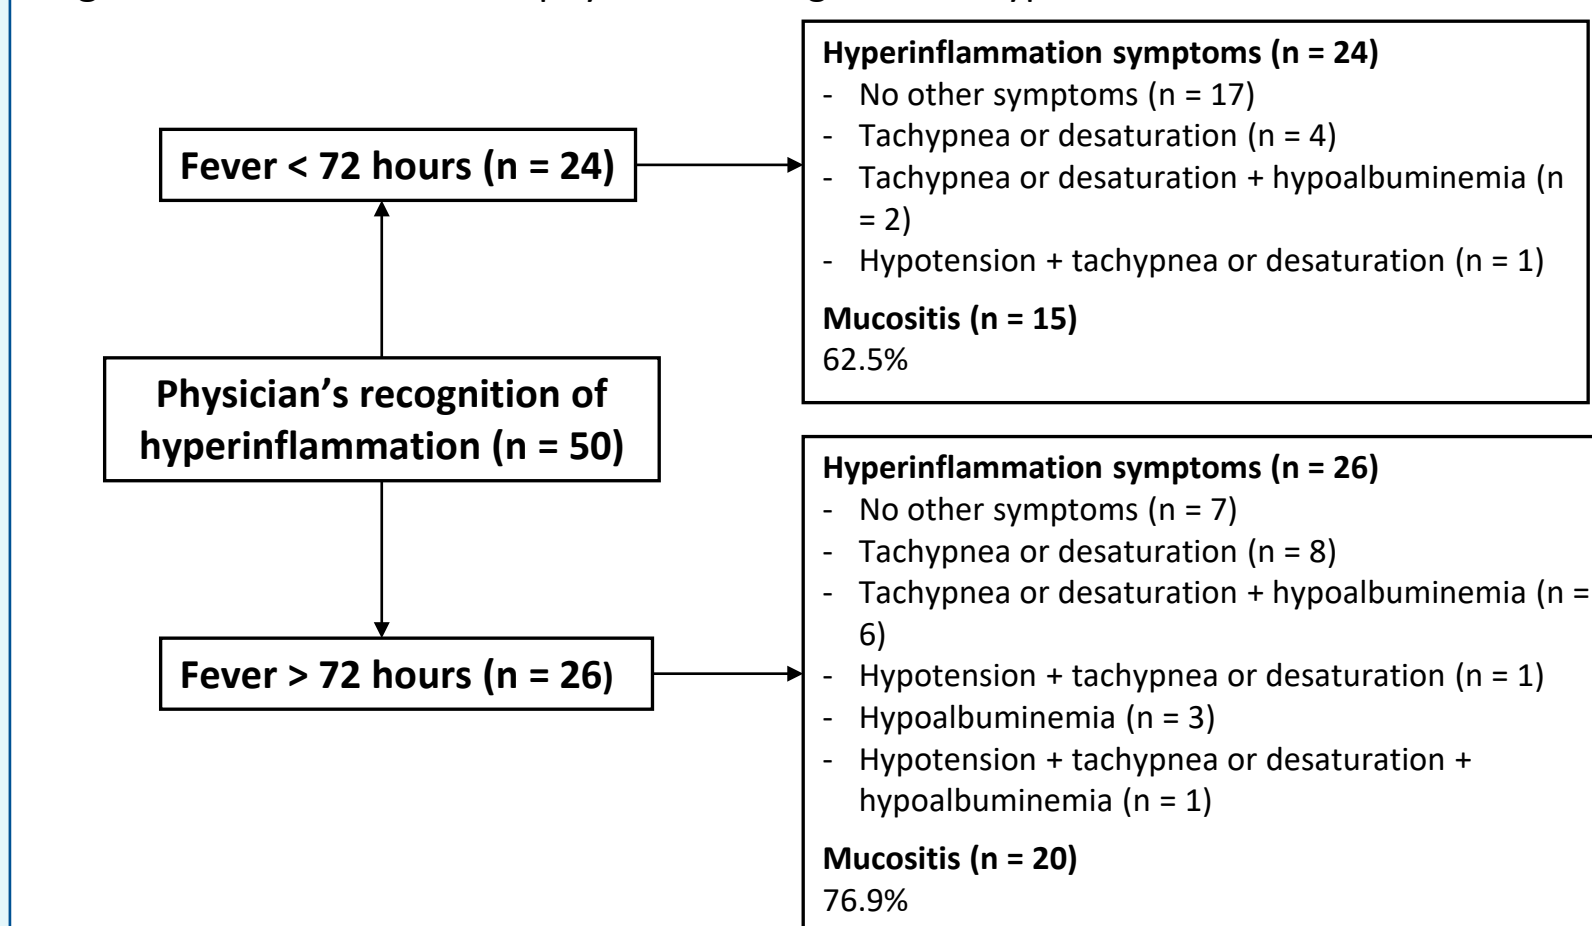 Hyperinflammation symptoms (n = 24)
- No other symptoms (n = 17)
- Tachypnea or desaturation (n = 4)
- Tachypnea or desaturation + hypoalbuminemia (n
= 2)
- Hypotension + tachypnea or desaturation (n = 1)
Mucositis (n = 15)
62.5%
Fever < 72 hours (n = 24)
Physician’s recognition of
hyperinflammation (n = 50)
Fever > 72 hours (n = 26)
Hyperinflammation symptoms (n = 26)
- No other symptoms (n = 7)
- Tachypnea or desaturation (n = 8)
- Tachypnea or desaturation + hypoalbuminemia (n =
6)
- Hypotension + tachypnea or desaturation (n = 1)
- Hypoalbuminemia (n = 3)
- Hypotension + tachypnea or desaturation +
hypoalbuminemia (n = 1)
Mucositis (n = 20)
76.9%